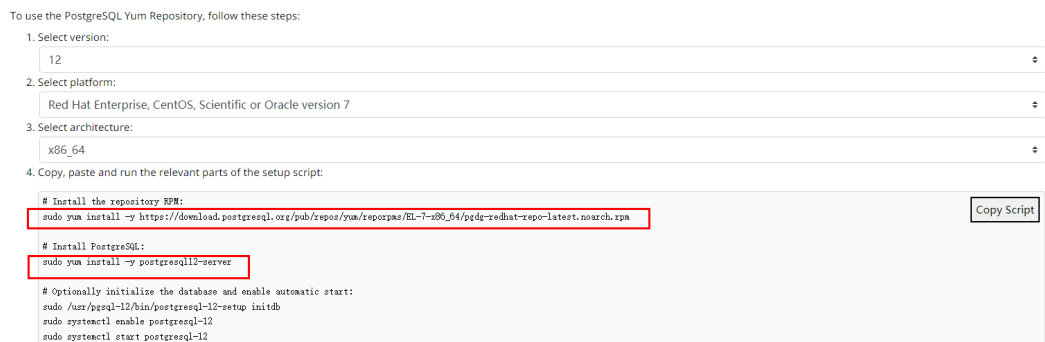 To use the PostgreSQL Yum Repository, follow these steps:
1. Select version:
12
2. Select platform:
Red Hat Enterprise, CentOS, Scientific or Oracle version 7
3. Select architecture:
x86_64
4. Copy, paste and run the relevant parts of the setup script:
# Install the repository RPM:
sudo yum install -y https://download.postgresql.org/pub/repos/yum/reporpms/EL-7-x86_64/pgdg-redhat-repo-latest.noarch.rpm
Copy Script
# Install PostgreSQL:
sudo yum install -y postgresql12-server
# Optionally initialize the database and enable automatic start:
sudo /usr/pgsql-12/bin/postgresql-12-setup initdb
sudo systemctl enable postgresql-12
sudo systemctl start postgresql-12